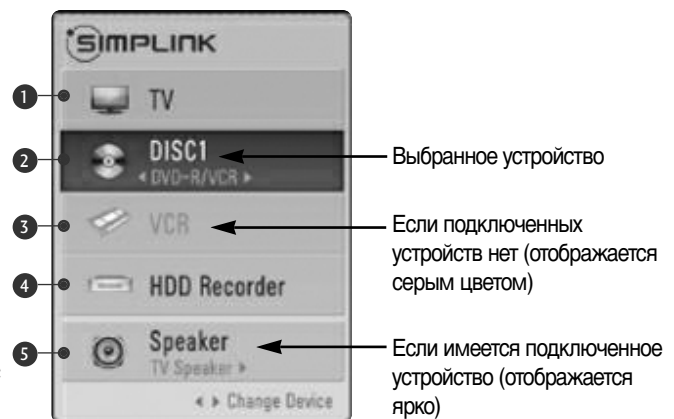 SIMPLINK
1 TV
2 DISC1
◄ DVD-R/VCR ►
Выбранное устройство
3 VCR
Если подключенных
устройств нет (отображается
серым цветом)
4 HDD Recorder
5 Speaker
TV Speaker ►
Если имеется подключенное
устройство (отображается
ярко)
◄ ► Change Device